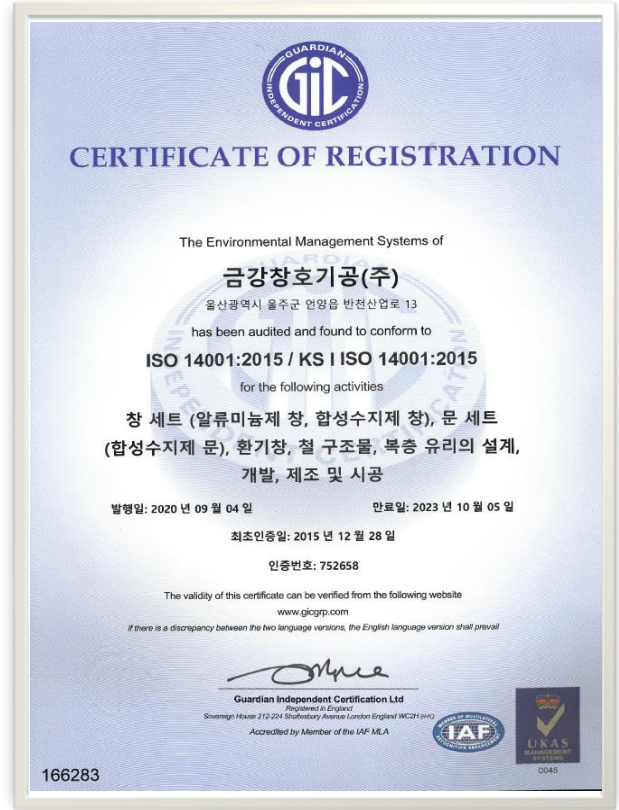 GUARDIAN
GIC
INDEPENDENT CERTIFICATION
CERTIFICATE OF REGISTRATION
The Environmental Management Systems of
금강창호기공(주)
울산광역시 울주군 언양읍 반천산업로 13
has been audited and found to conform to
ISO 14001:2015 / KS I ISO 14001:2015
for the following activities
창 세트 (알류미늄제 창, 합성수지제 창), 문 세트
(합성수지제 문), 환기창, 철 구조물, 복층 유리의 설계,
개발, 제조 및 시공
발행일: 2020 년 09 월 04 일
만료일: 2023 년 10 월 05 일
최초인증일: 2015 년 12 월 28 일
인증번호: 752658
The validity of this certificate can be verified from the following website
www.gicgrp.com
If there is a discrepancy between the two language versions, the English language version shall prevail
Guardian Independent Certification Ltd
Registered in England
Sovereign House 212-224 Shaftesbury Avenue London England WC2H 8HQ
Accredited by Member of the IAF MLA
MEMBER OF MULTILATERAL
IAF
RECOGNITION ARRANGEMENT
UKAS
MANAGEMENT
SYSTEMS
0045
166283